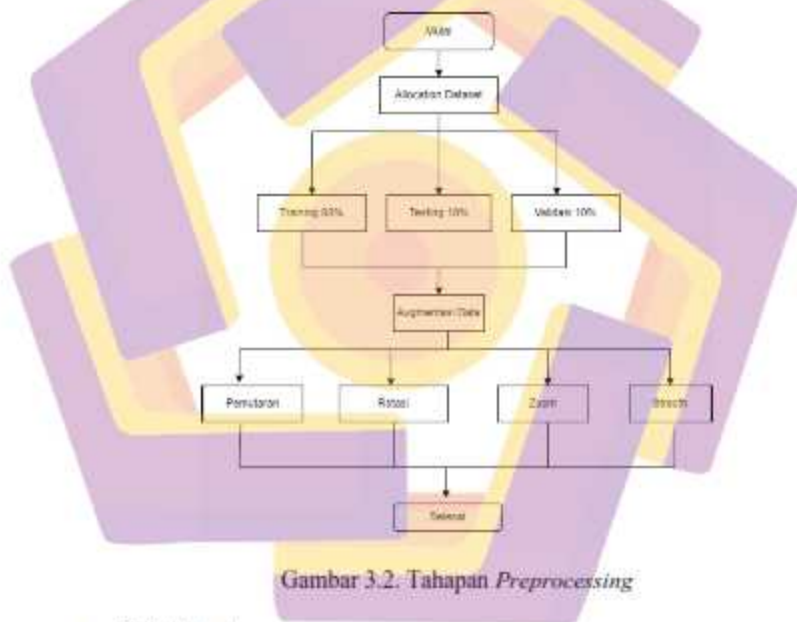 Mulai
Allocation Dataset
Training 80%
Testing 10%
Validasi 10%
Augmentasi Data
Pemutaran
Rotasi
Zoom
Selesai
Gambar 3.2. Tahapan Preprocessing